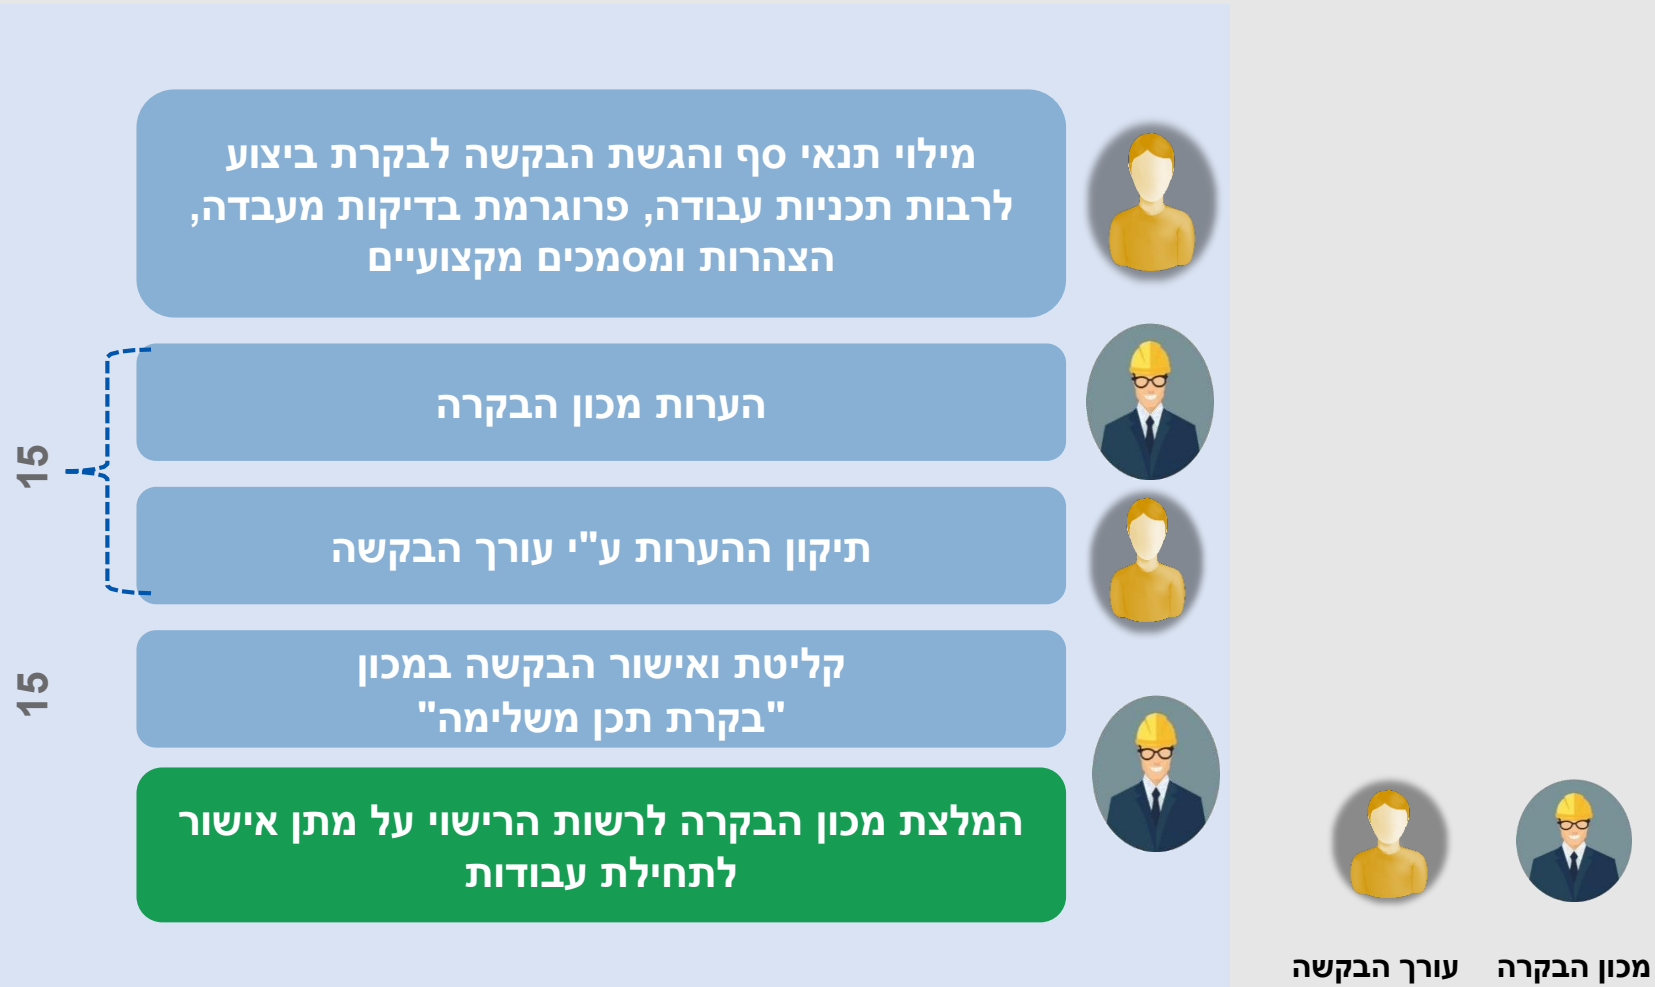 מילוי תנאי סף והגשת הבקשה לבקרת ביצוע
לרבות תכניות עבודה, פרוגרמת בדיקות מעבדה,
הצהרות ומסמכים מקצועיים
הערות מכון הבקרה
15
תיקון ההערות ע"י עורך הבקשה
קליטת ואישור הבקשה במכון
"בקרת תכן משלימה"
15
המלצת מכון הבקרה לרשות הרישוי על מתן אישור
לתחילת עבודות
מכון הבקרה
עורך הבקשה